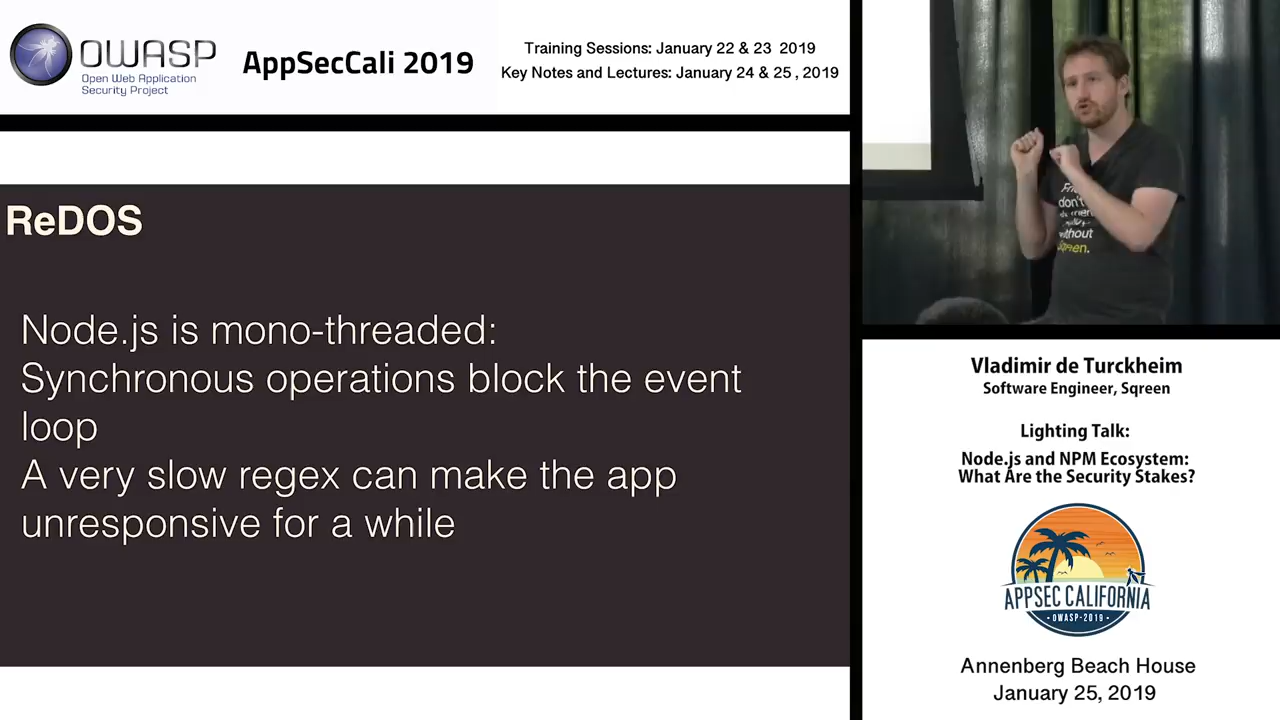 OWASP
Open Web Application
Security Project
AppSecCali 2019
Training Sessions: January 22 & 23 2019
Key Notes and Lectures: January 24 & 25 , 2019
ReDOS
Node.js is mono-threaded:
Synchronous operations block the event
loop
A very slow regex can make the app
unresponsive for a while
don't
without
Vladimir de Turckheim
Software Engineer, Sqreen
Lighting Talk:
Node.js and NPM Ecosystem:
What Are the Security Stakes?
APPSEC CALIFORNIA
• OWASP-2019 •
Annenberg Beach House
January 25, 2019